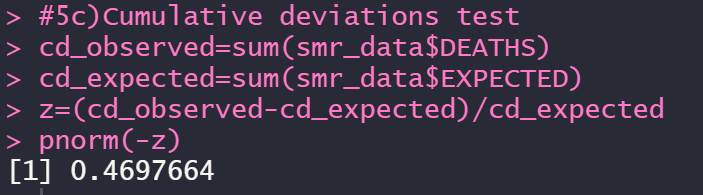 > #5c)Cumulative deviations test
> cd_observed=sum(smr_data$DEATHS)
> cd_expected=sum(smr_data$EXPECTED)
> z=(cd_observed-cd_expected)/cd_expected
> pnorm(-z)
[1] 0.4697664